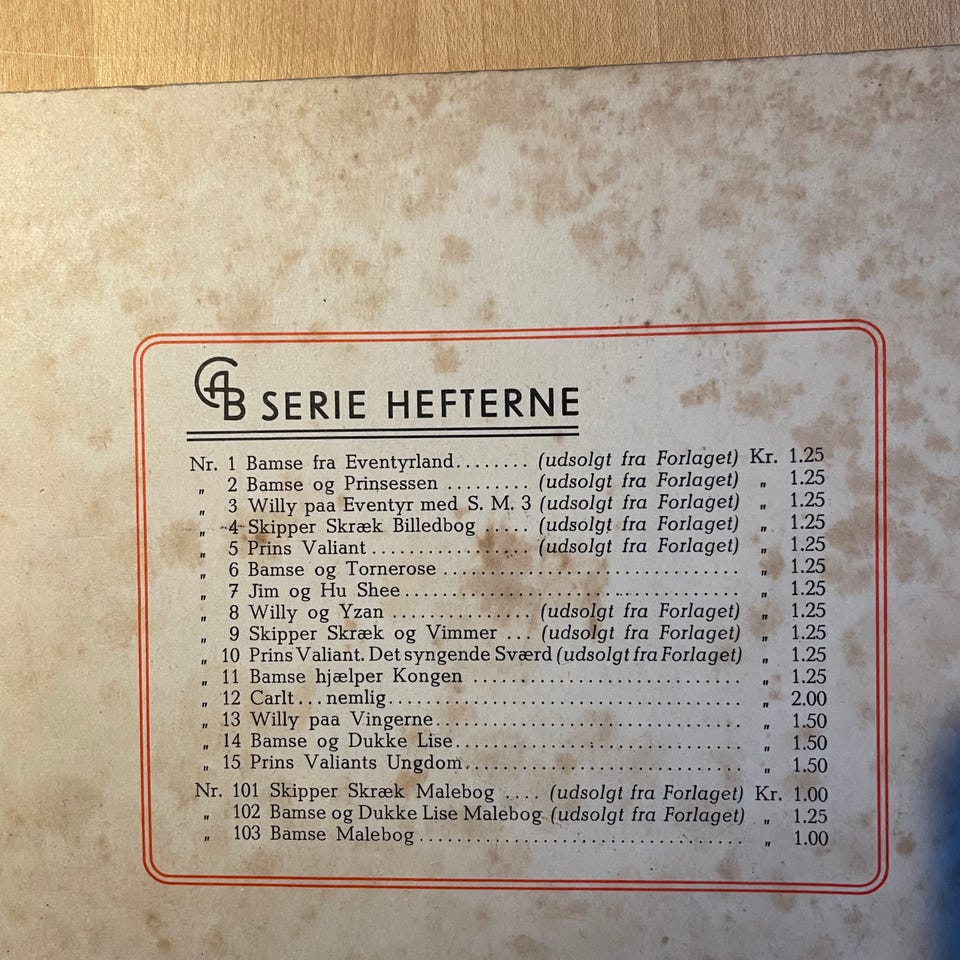 CAB SERIE HEFTERNE
Nr. 1 Bamse fra Eventyrland........ (udsolgt fra Forlaget) Kr. 1.25
„ 2 Bamse og Prinsessen ......... (udsolgt fra Forlaget) „ 1.25
„ 3 Willy paa Eventyr med S. M. 3 (udsolgt fra Forlaget) „ 1.25
„ 4 Skipper Skræk Billedbog ..... (udsolgt fra Forlaget) „ 1.25
„ 5 Prins Valiant ................. (udsolgt fra Forlaget) „ 1.25
„ 6 Bamse og Tornerose ................................ „ 1.25
„ 7 Jim og Hu Shee .................................... „ 1.25
„ 8 Willy og Yzan ............... (udsolgt fra Forlaget) „ 1.25
„ 9 Skipper Skræk og Vimmer ... (udsolgt fra Forlaget) „ 1.25
„ 10 Prins Valiant. Det syngende Sværd (udsolgt fra Forlaget) „ 1.25
„ 11 Bamse hjælper Kongen ............................. „ 1.25
„ 12 Carlt...nemlig...................................... „ 2.00
„ 13 Willy paa Vingerne................................. „ 1.50
„ 14 Bamse og Dukke Lise............................... „ 1.50
„ 15 Prins Valiants Ungdom.............................. „ 1.50
Nr. 101 Skipper Skræk Malebog .... (udsolgt fra Forlaget) Kr. 1.00
„ 102 Bamse og Dukke Lise Malebog (udsolgt fra Forlaget) „ 1.25
„ 103 Bamse Malebog................................... „ 1.00